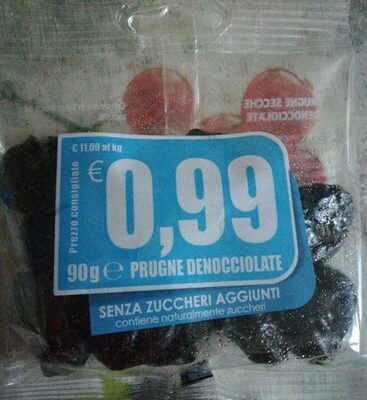 PRUGNE SECCHE
DENOCCIOLATE
€ 11.00 al kg
Prezzo consigliato
€ 0,99
90g e PRUGNE DENOCCIOLATE
SENZA ZUCCHERI AGGIUNTI
contiene naturalmente zuccheri